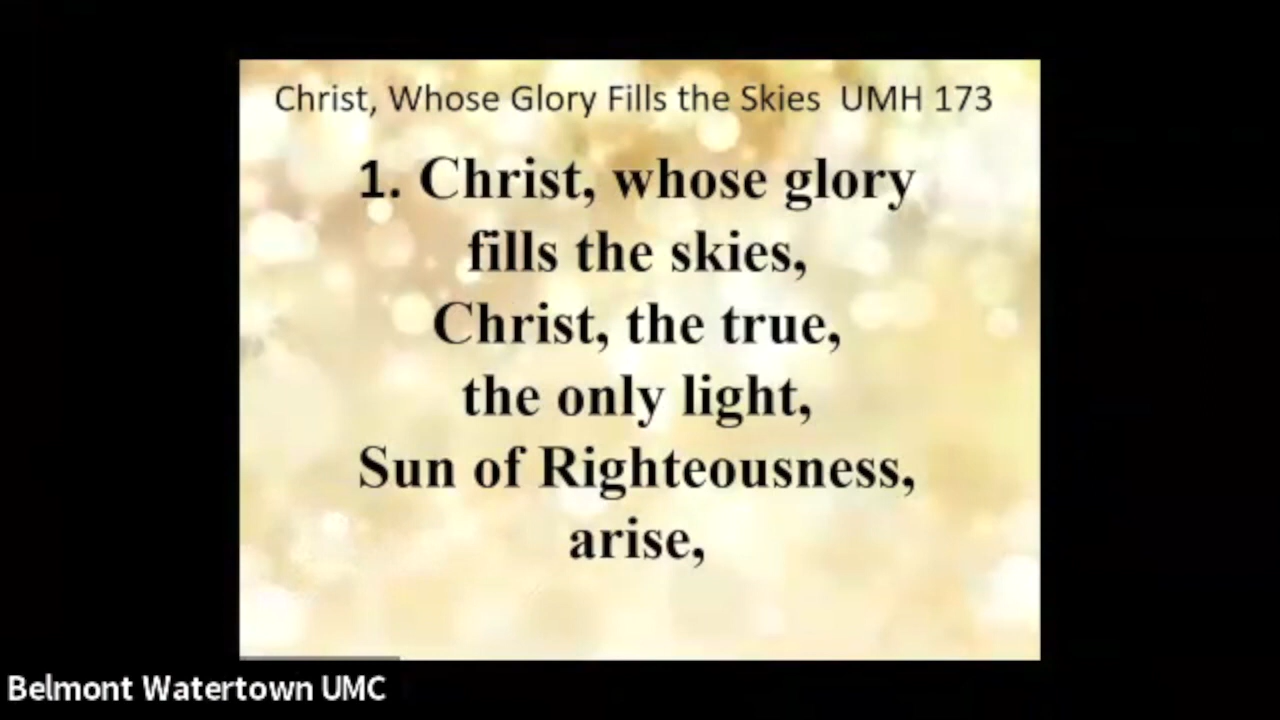 Christ, Whose Glory Fills the Skies UMH 173
1. Christ, whose glory
fills the skies,
Christ, the true,
the only light,
Sun of Righteousness,
arise,
Belmont Watertown UMC